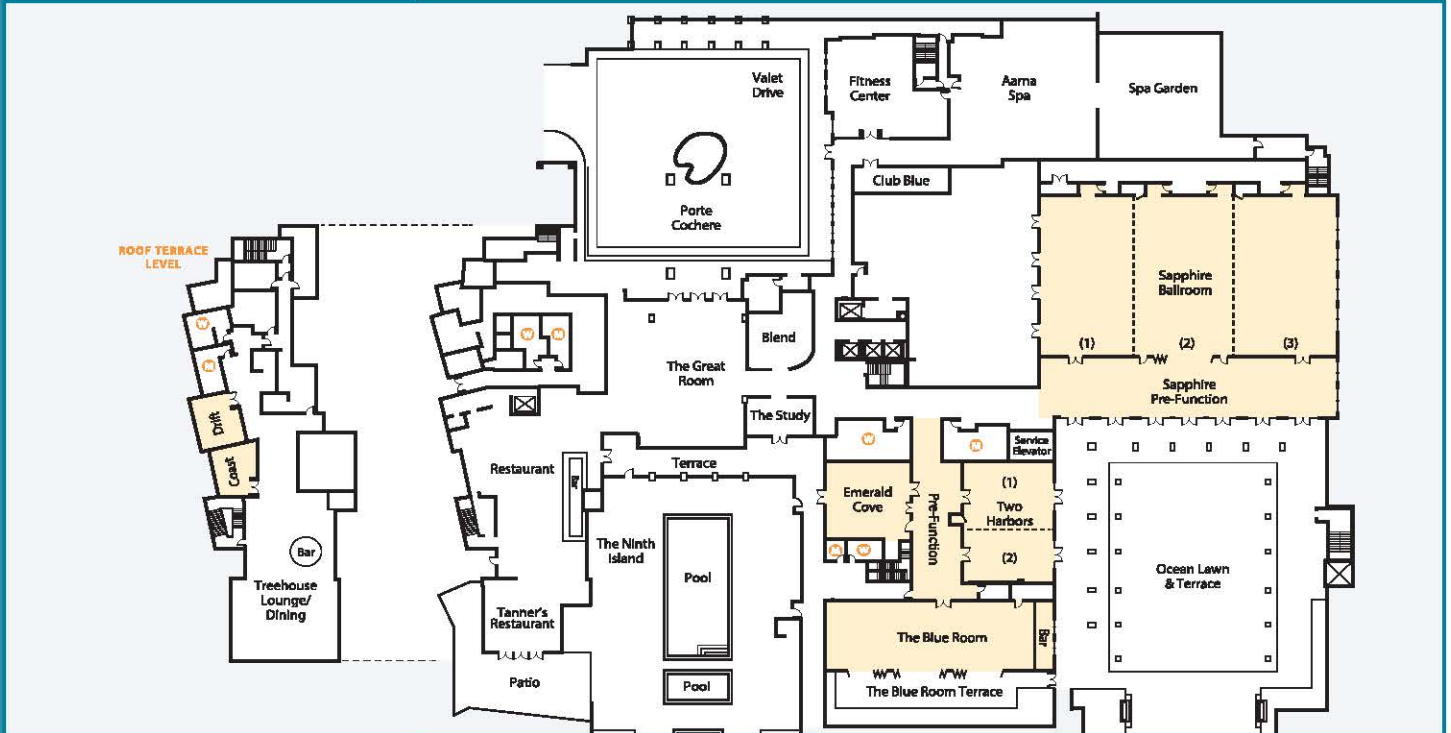 Valet
Drive
Fitness
Center
Aarna
Spa
Spa Garden
Club Blue
Porte
Cochere
ROOF TERRACE
LEVEL
Sapphire
Ballroom
(1)
(2)
(3)
Blend
The Great
Room
Sapphire
Pre-Function
The Study
W
M
W
M
Drift
Coast
Restaurant
Bar
Terrace
W
M
Service
Elevator
Emerald
Cove
Pre-Function
(1)
Two
Harbors
(2)
M
W
The Ninth
Island
Pool
Bar
Treehouse
Lounge/
Dining
Tanner's
Restaurant
Ocean Lawn
& Terrace
The Blue Room
Bar
Patio
Pool
The Blue Room Terrace